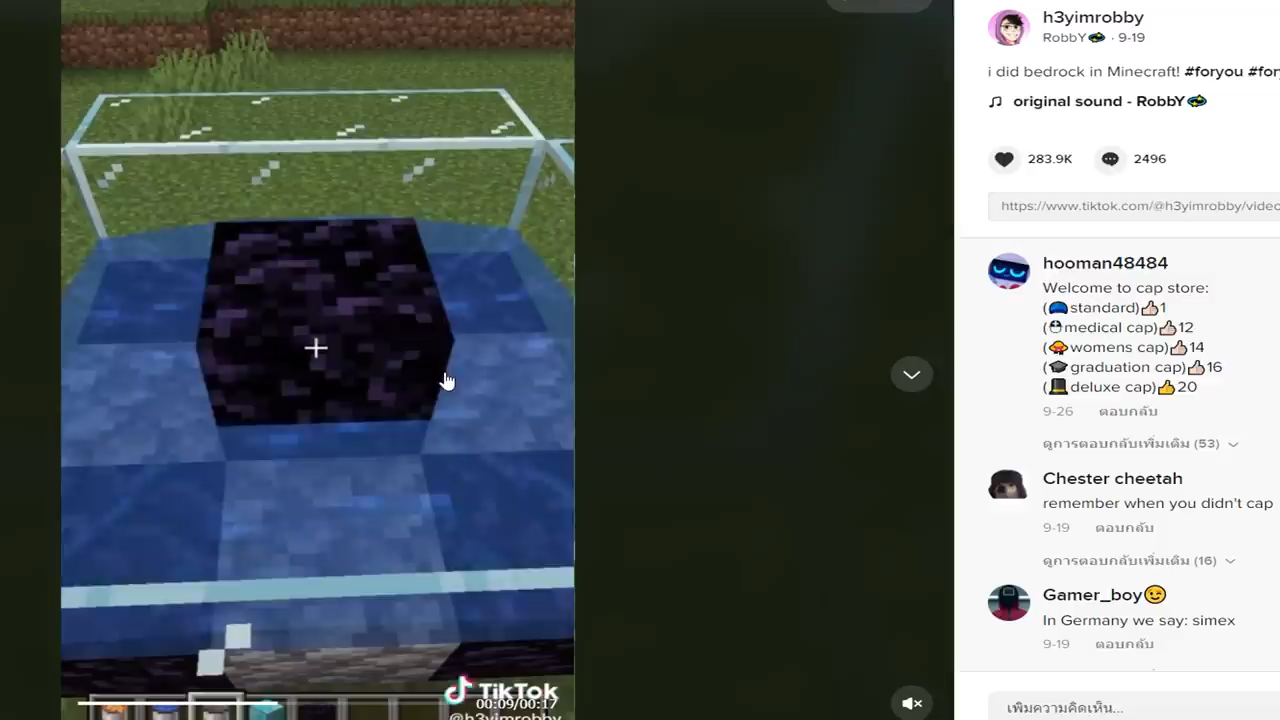 h3yimrobby
RobbY · 9-19
i did bedrock in Minecraft! #foryou #for
original sound - RobbY
283.9K
2496
https://www.tiktok.com/@h3yimrobby/video
hooman48484
Welcome to cap store:
(🧢standard)👍1
(medical cap)👍12
(👒womens cap)👍14
(🎓graduation cap)👍16
(🎩deluxe cap)👍20
9-26 ตอบกลับ
ดูการตอบกลับเพิ่มเติม (53)
Chester cheetah
remember when you didn't cap
9-19 ตอบกลับ
ดูการตอบกลับเพิ่มเติม (16)
Gamer_boy😉
In Germany we say: simex
9-19 ตอบกลับ
เพิ่มความคิดเห็น...
TikTok
00:09/00:17
@h3yimrobby